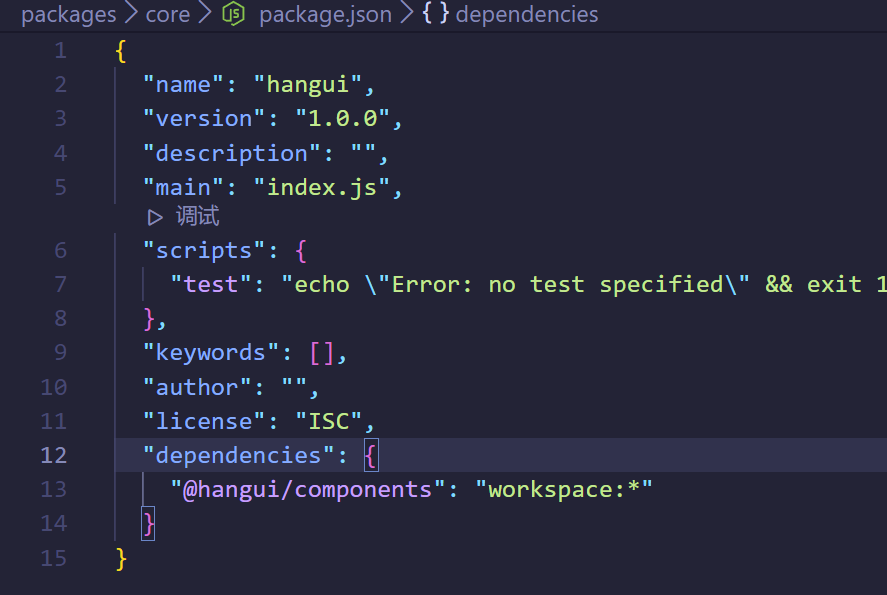 packages > core > package.json > { } dependencies
1 {
2 "name": "hangui",
3 "version": "1.0.0",
4 "description": "",
5 "main": "index.js",
调试
6 "scripts": {
7 "test": "echo \"Error: no test specified\" && exit 1
8 },
9 "keywords": [],
10 "author": "",
11 "license": "ISC",
12 "dependencies": {
13 "@hangui/components": "workspace:*"
14 }
15 }